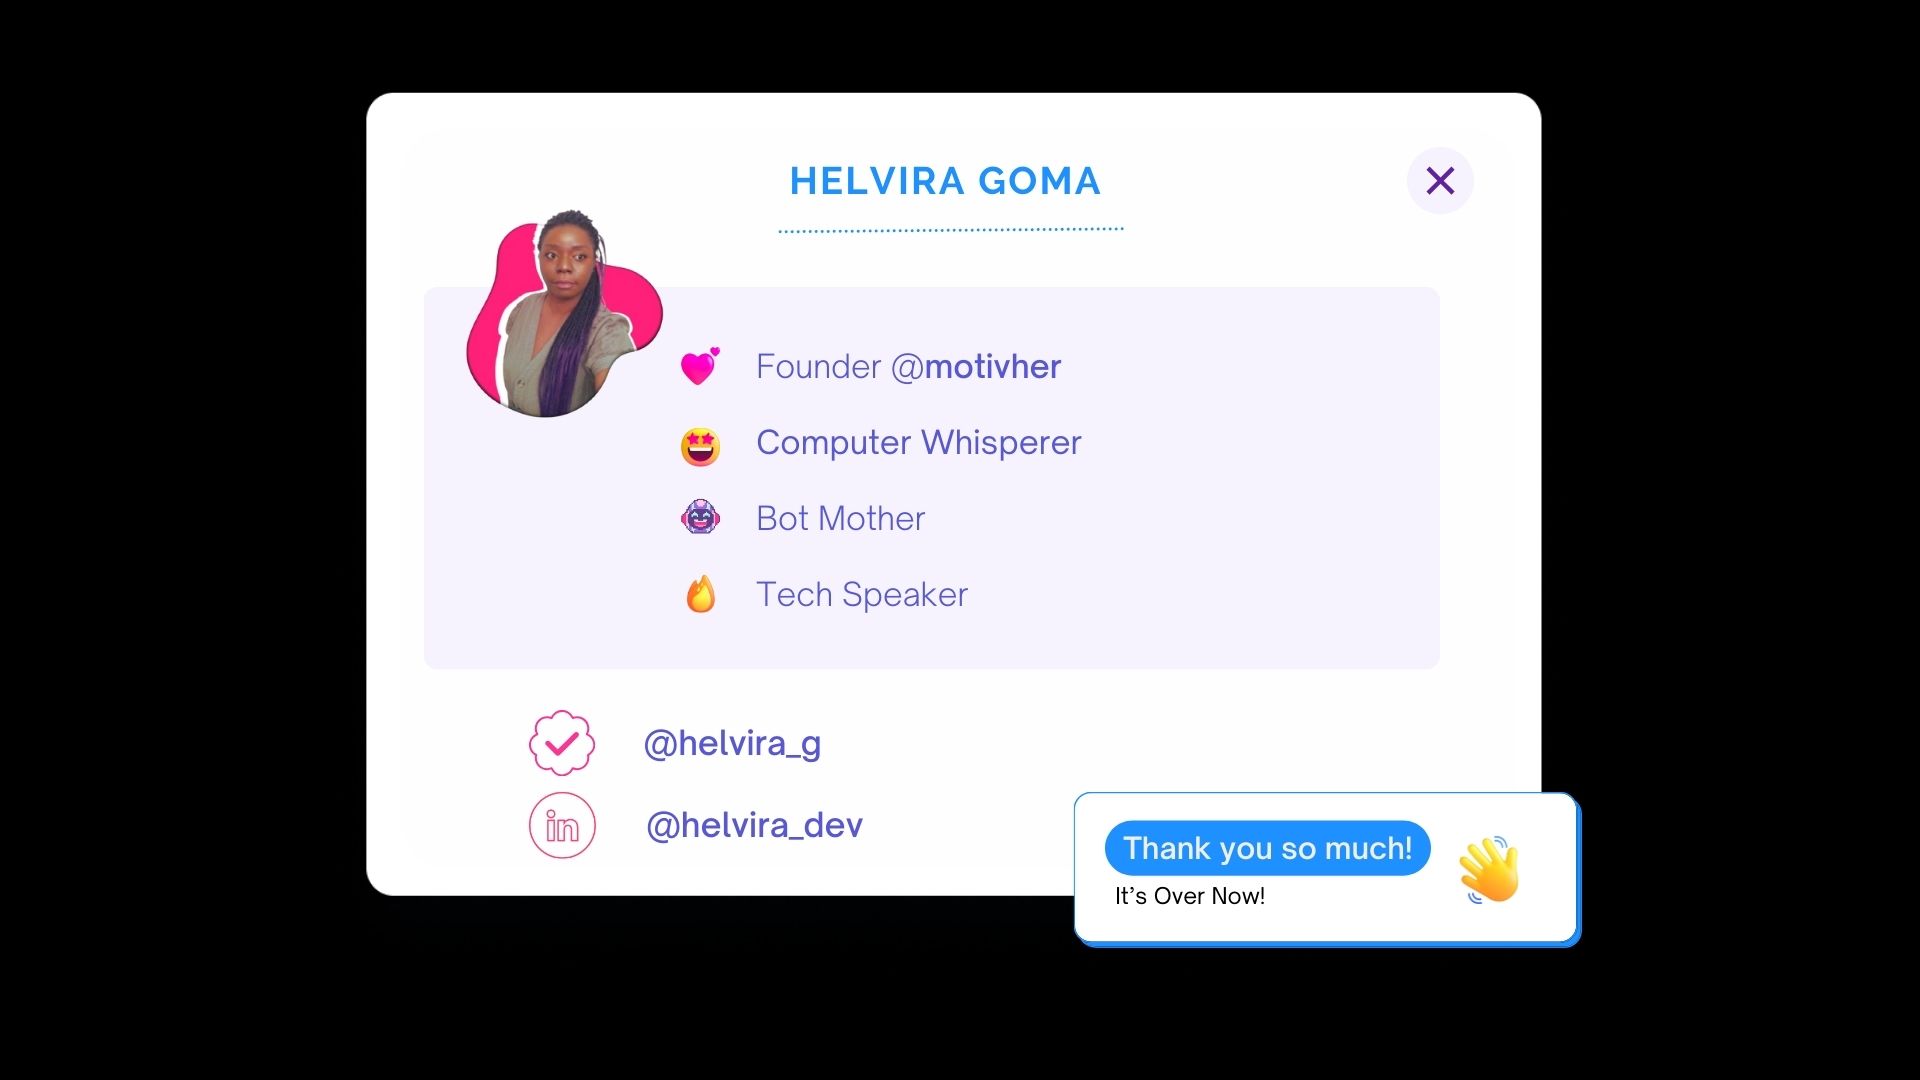 HELVIRA GOMA
Founder @motivher
Computer Whisperer
Bot Mother
Tech Speaker
@helvira_g
in
@helvira_dev
Thank you so much!
It’s Over Now!